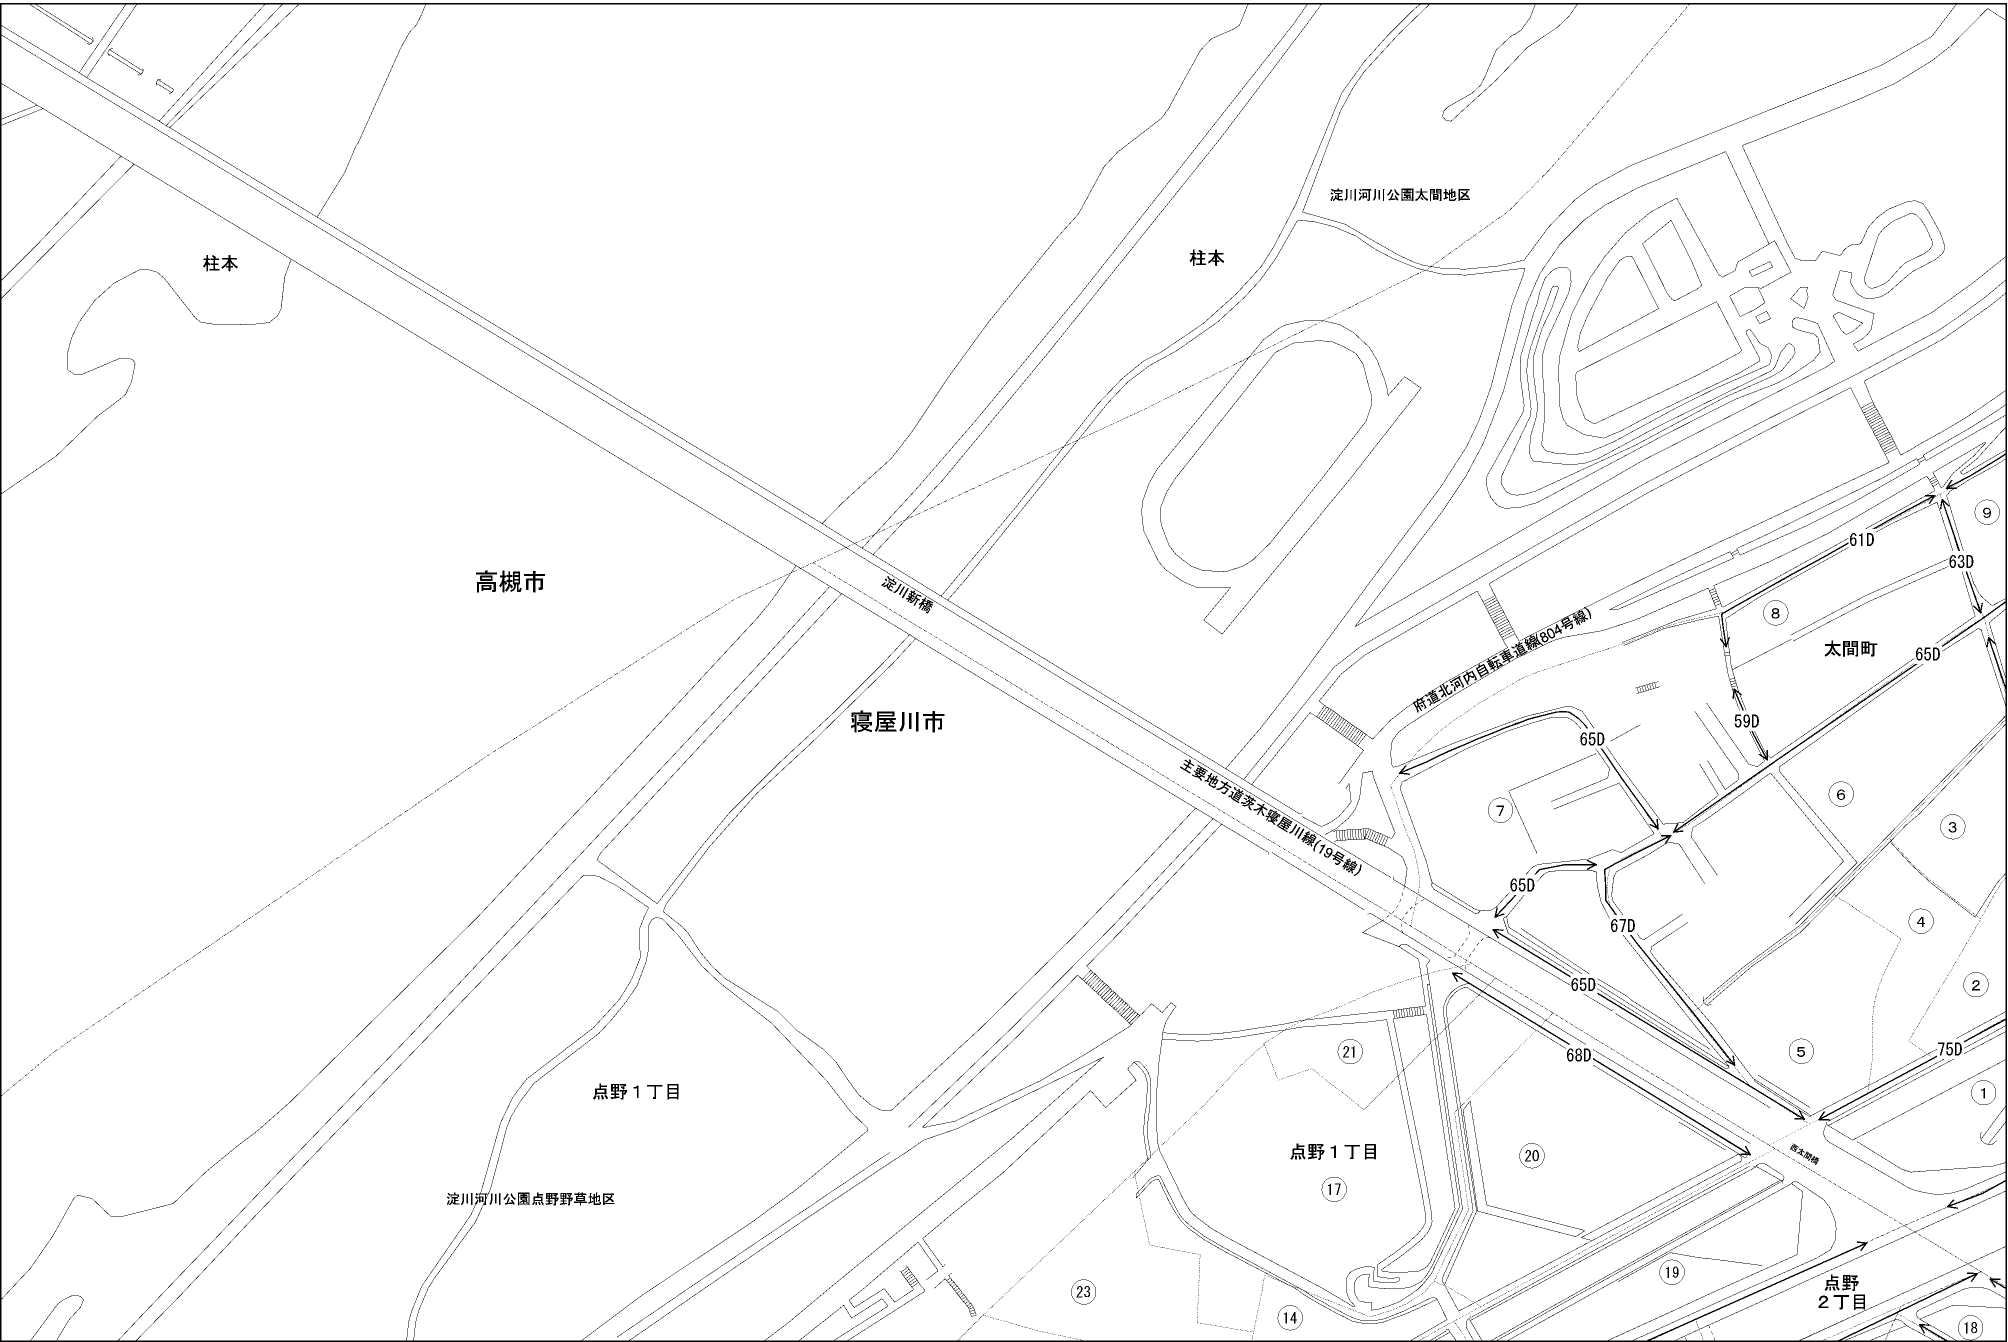 淀川河川公園太間地区
柱本
柱本
9
61D
63D
高槻市
淀川新橋
8
府道北河内自転車道線(804号線)
太間町
65D
寝屋川市
59D
65D
主要地方道茨木寝屋川線(19号線)
6
7
3
65D
67D
4
65D
2
68D
75D
5
21
点野1丁目
1
点野1丁目
20
西太間橋
17
淀川河川公園点野野草地区
19
点野
2丁目
23
14
18